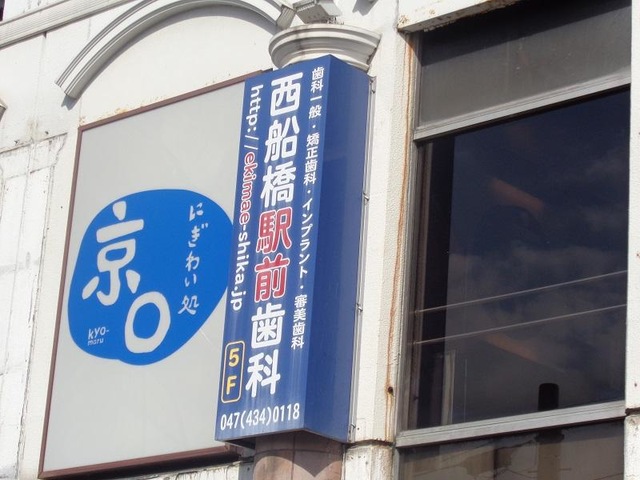 歯科一般・矯正歯科・インプラント・審美歯科
西船橋駅前歯科
http://ekimae-shika.jp
5F
047(434)0118
にぎわい処
京〇
kyo-
maru